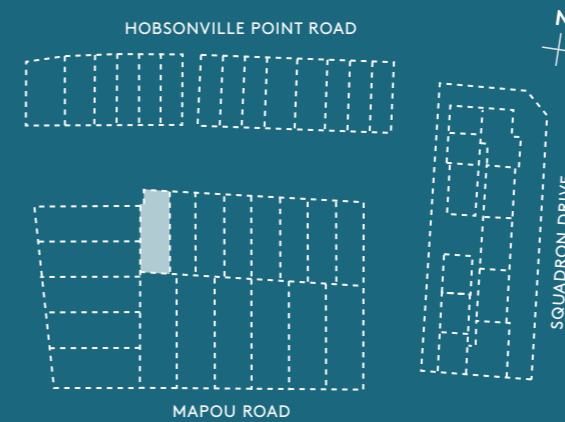 HOBSONVILLE POINT ROAD
N
SQUADRON DRIVE
MAPOU ROAD